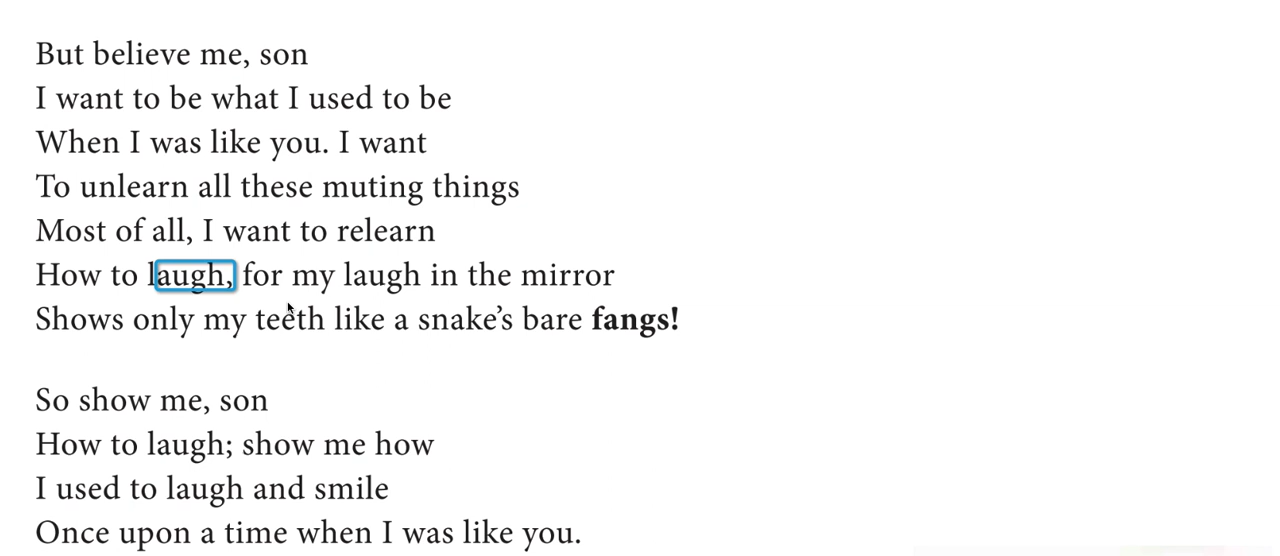 But believe me, son
I want to be what I used to be
When I was like you. I want
To unlearn all these muting things
Most of all, I want to relearn
How to laugh, for my laugh in the mirror
Shows only my teeth like a snake’s bare fangs!
So show me, son
How to laugh; show me how
I used to laugh and smile
Once upon a time when I was like you.